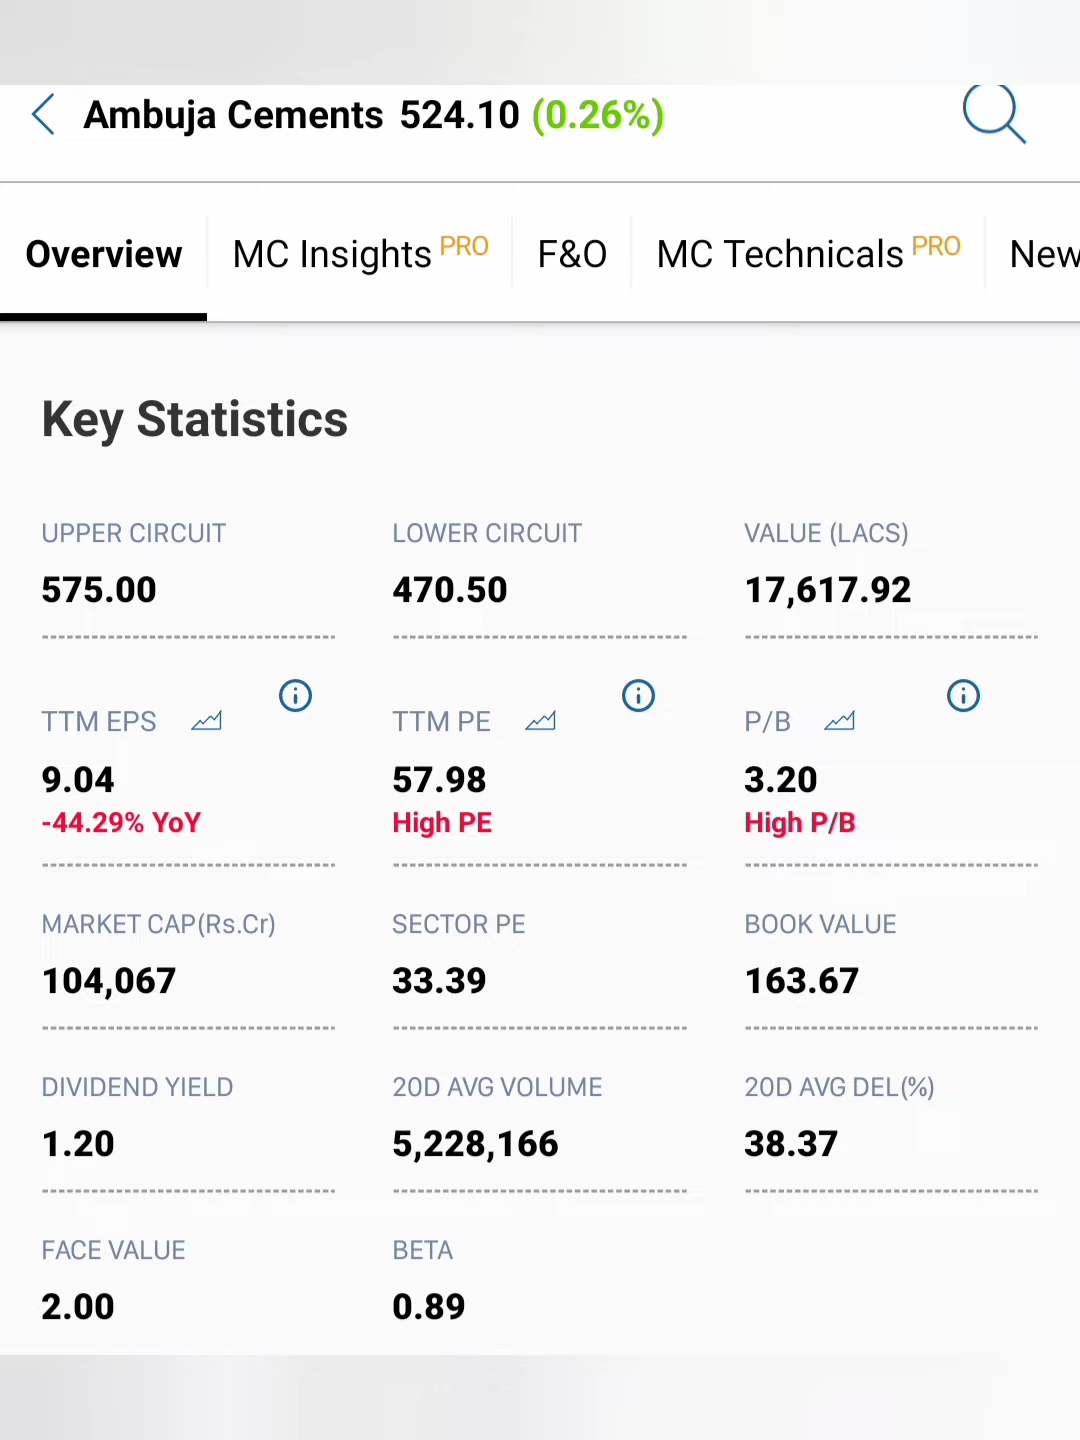 Ambuja Cements 524.10 (0.26%)
Overview MC Insights PRO F&O MC Technicals PRO New
Key Statistics
UPPER CIRCUIT LOWER CIRCUIT VALUE (LACS)
575.00 470.50 17,617.92
TTM EPS TTM PE P/B
9.04 57.98 3.20
-44.29% YoY High PE High P/B
MARKET CAP(Rs.Cr) SECTOR PE BOOK VALUE
104,067 33.39 163.67
DIVIDEND YIELD 20D AVG VOLUME 20D AVG DEL(%)
1.20 5,228,166 38.37
FACE VALUE BETA
2.00 0.89